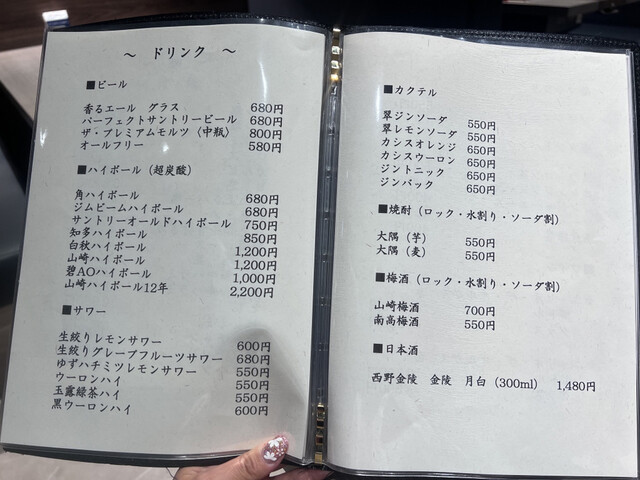 ～ ドリンク ～
■ビール
香るエール グラス 680円
パーフェクトサントリービール 680円
ザ・プレミアムモルツ（中瓶） 800円
オールフリー 580円
■ハイボール（超炭酸）
角ハイボール 680円
ジムビームハイボール 680円
サントリーオールドハイボール 750円
知多ハイボール 850円
白秋ハイボール 1,200円
山崎ハイボール 1,200円
碧AOハイボール 1,000円
山崎ハイボール12年 2,200円
■サワー
生絞りレモンサワー 600円
生絞りグレープフルーツサワー 680円
ゆずハチミツレモンサワー 550円
ウーロンハイ 550円
玉露緑茶ハイ 550円
黒ウーロンハイ 600円
■カクテル
翠ジンソーダ 550円
翠レモンソーダ 550円
カシスオレンジ 650円
カシスウーロン 650円
ジントニック 650円
ジンバック 650円
■焼酎（ロック・水割り・ソーダ割）
大隅（芋） 550円
大隅（麦） 550円
■梅酒（ロック・水割り・ソーダ割）
山崎梅酒 700円
南高梅酒 550円
■日本酒
西野金陵 金陵 月白（300ml） 1,480円